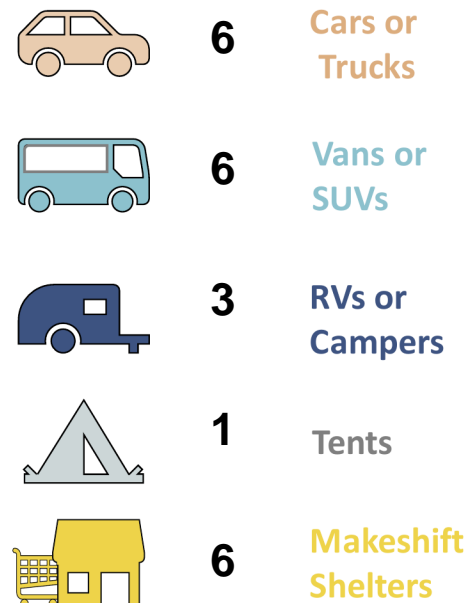 6 Cars or
Trucks
6 Vans or
SUVs
3 RVs or
Campers
1 Tents
6 Makeshift
Shelters